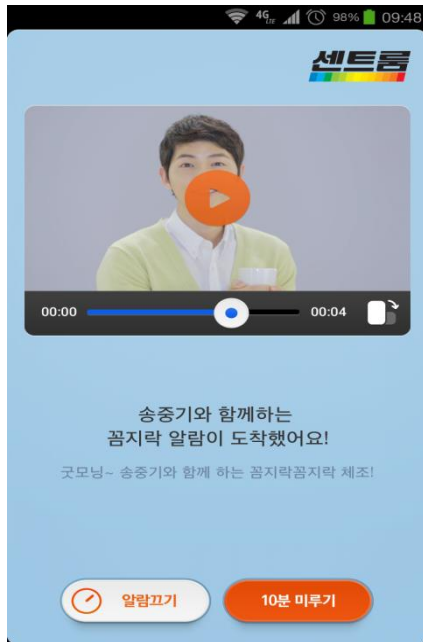 4G LTE 98% 09:48
센트룸
00:00 00:04
송중기와 함께하는
꼼지락 알람이 도착했어요!
굿모닝~ 송중기와 함께 하는 꼼지락꼼지락 체조!
알람끄기 10분 미루기